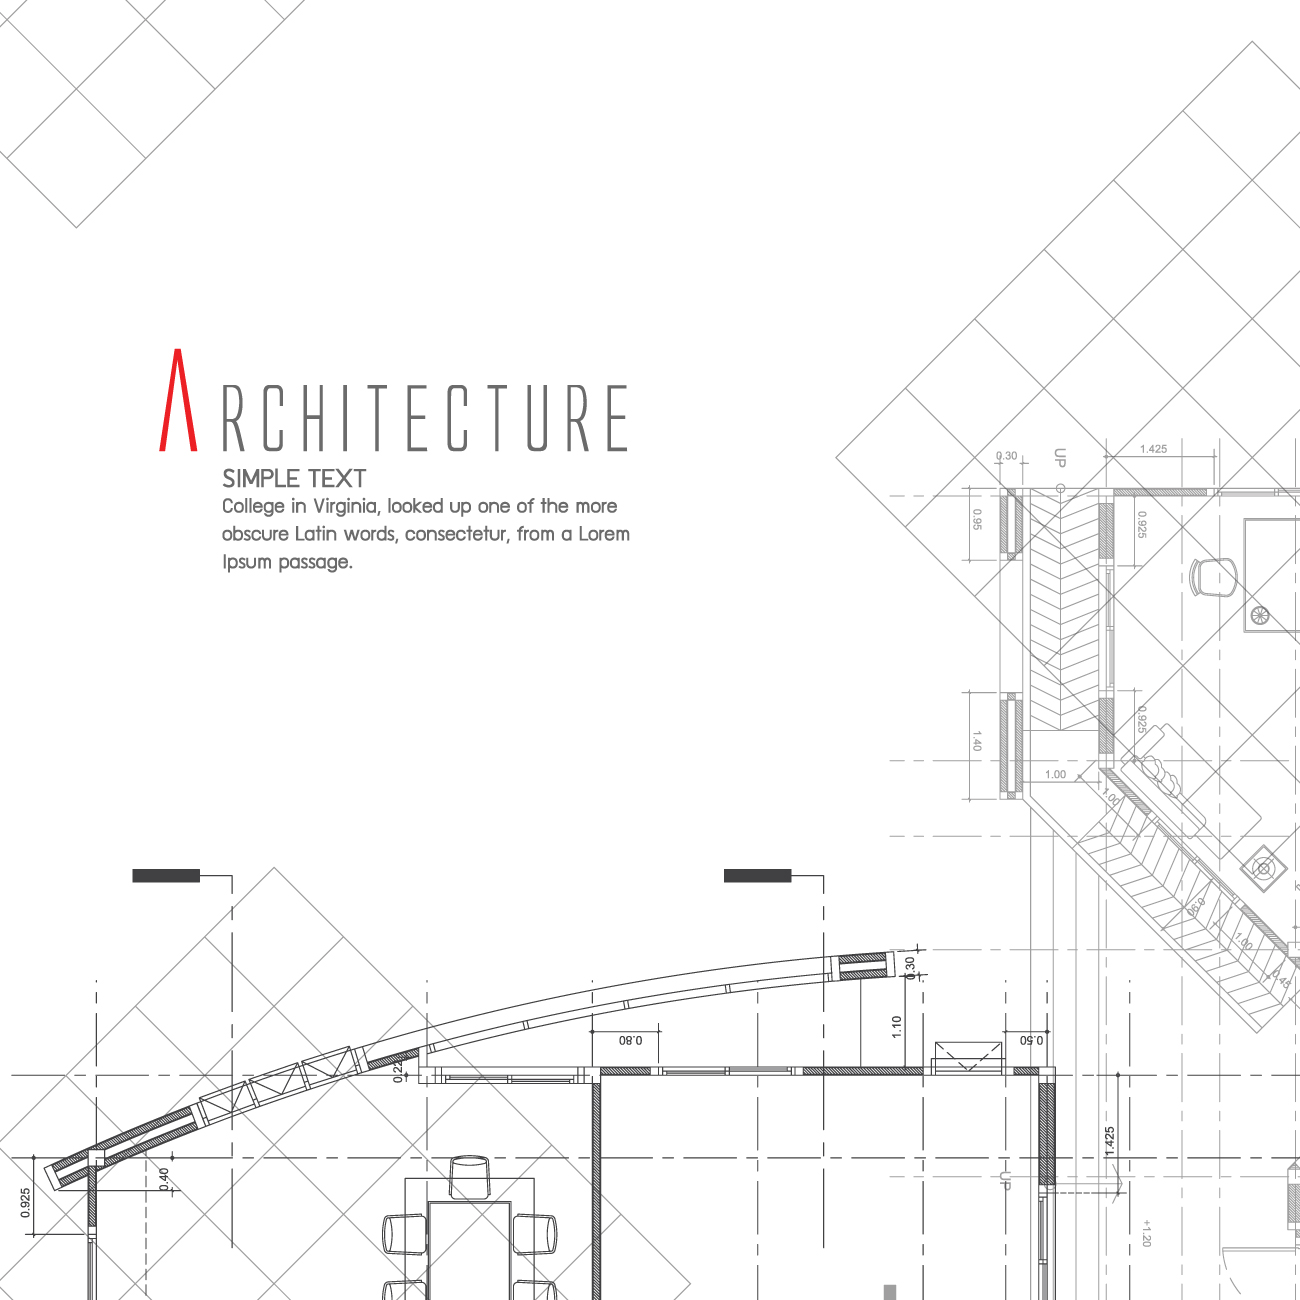 ARCHITECTURE
SIMPLE TEXT
College in Virginia, looked up one of the more
obscure Latin words, consectetur, from a Lorem
Ipsum passage.
0.30
UP
1.425
0.95
0.925
1.40
0.925
1.00
1.00
0.90
1.00
0.45
0.30
1.10
0.80
0.50
0.22
1.425
0.40
0.925
UP
+1.20